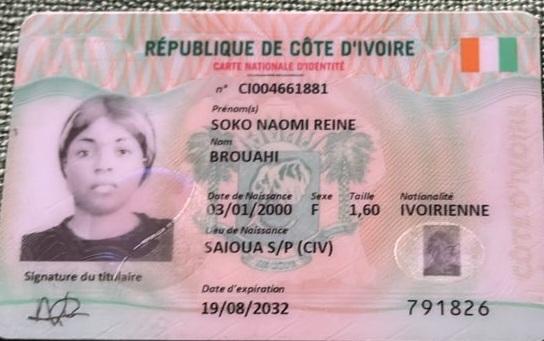 RÉPUBLIQUE DE CÔTE D'IVOIRE
CARTE NATIONALE D'IDENTITÉ
n° CI004661881
Prénom(s)
SOKO NAOMI REINE
Nom
BROUAHI
Date de Naissance Sexe Taille Nationalité
03/01/2000 F 1,60 IVOIRIENNE
Lieu de Naissance
SAIOUA S/P (CIV)
Signature du titulaire
Date d'expiration
19/08/2032
791826